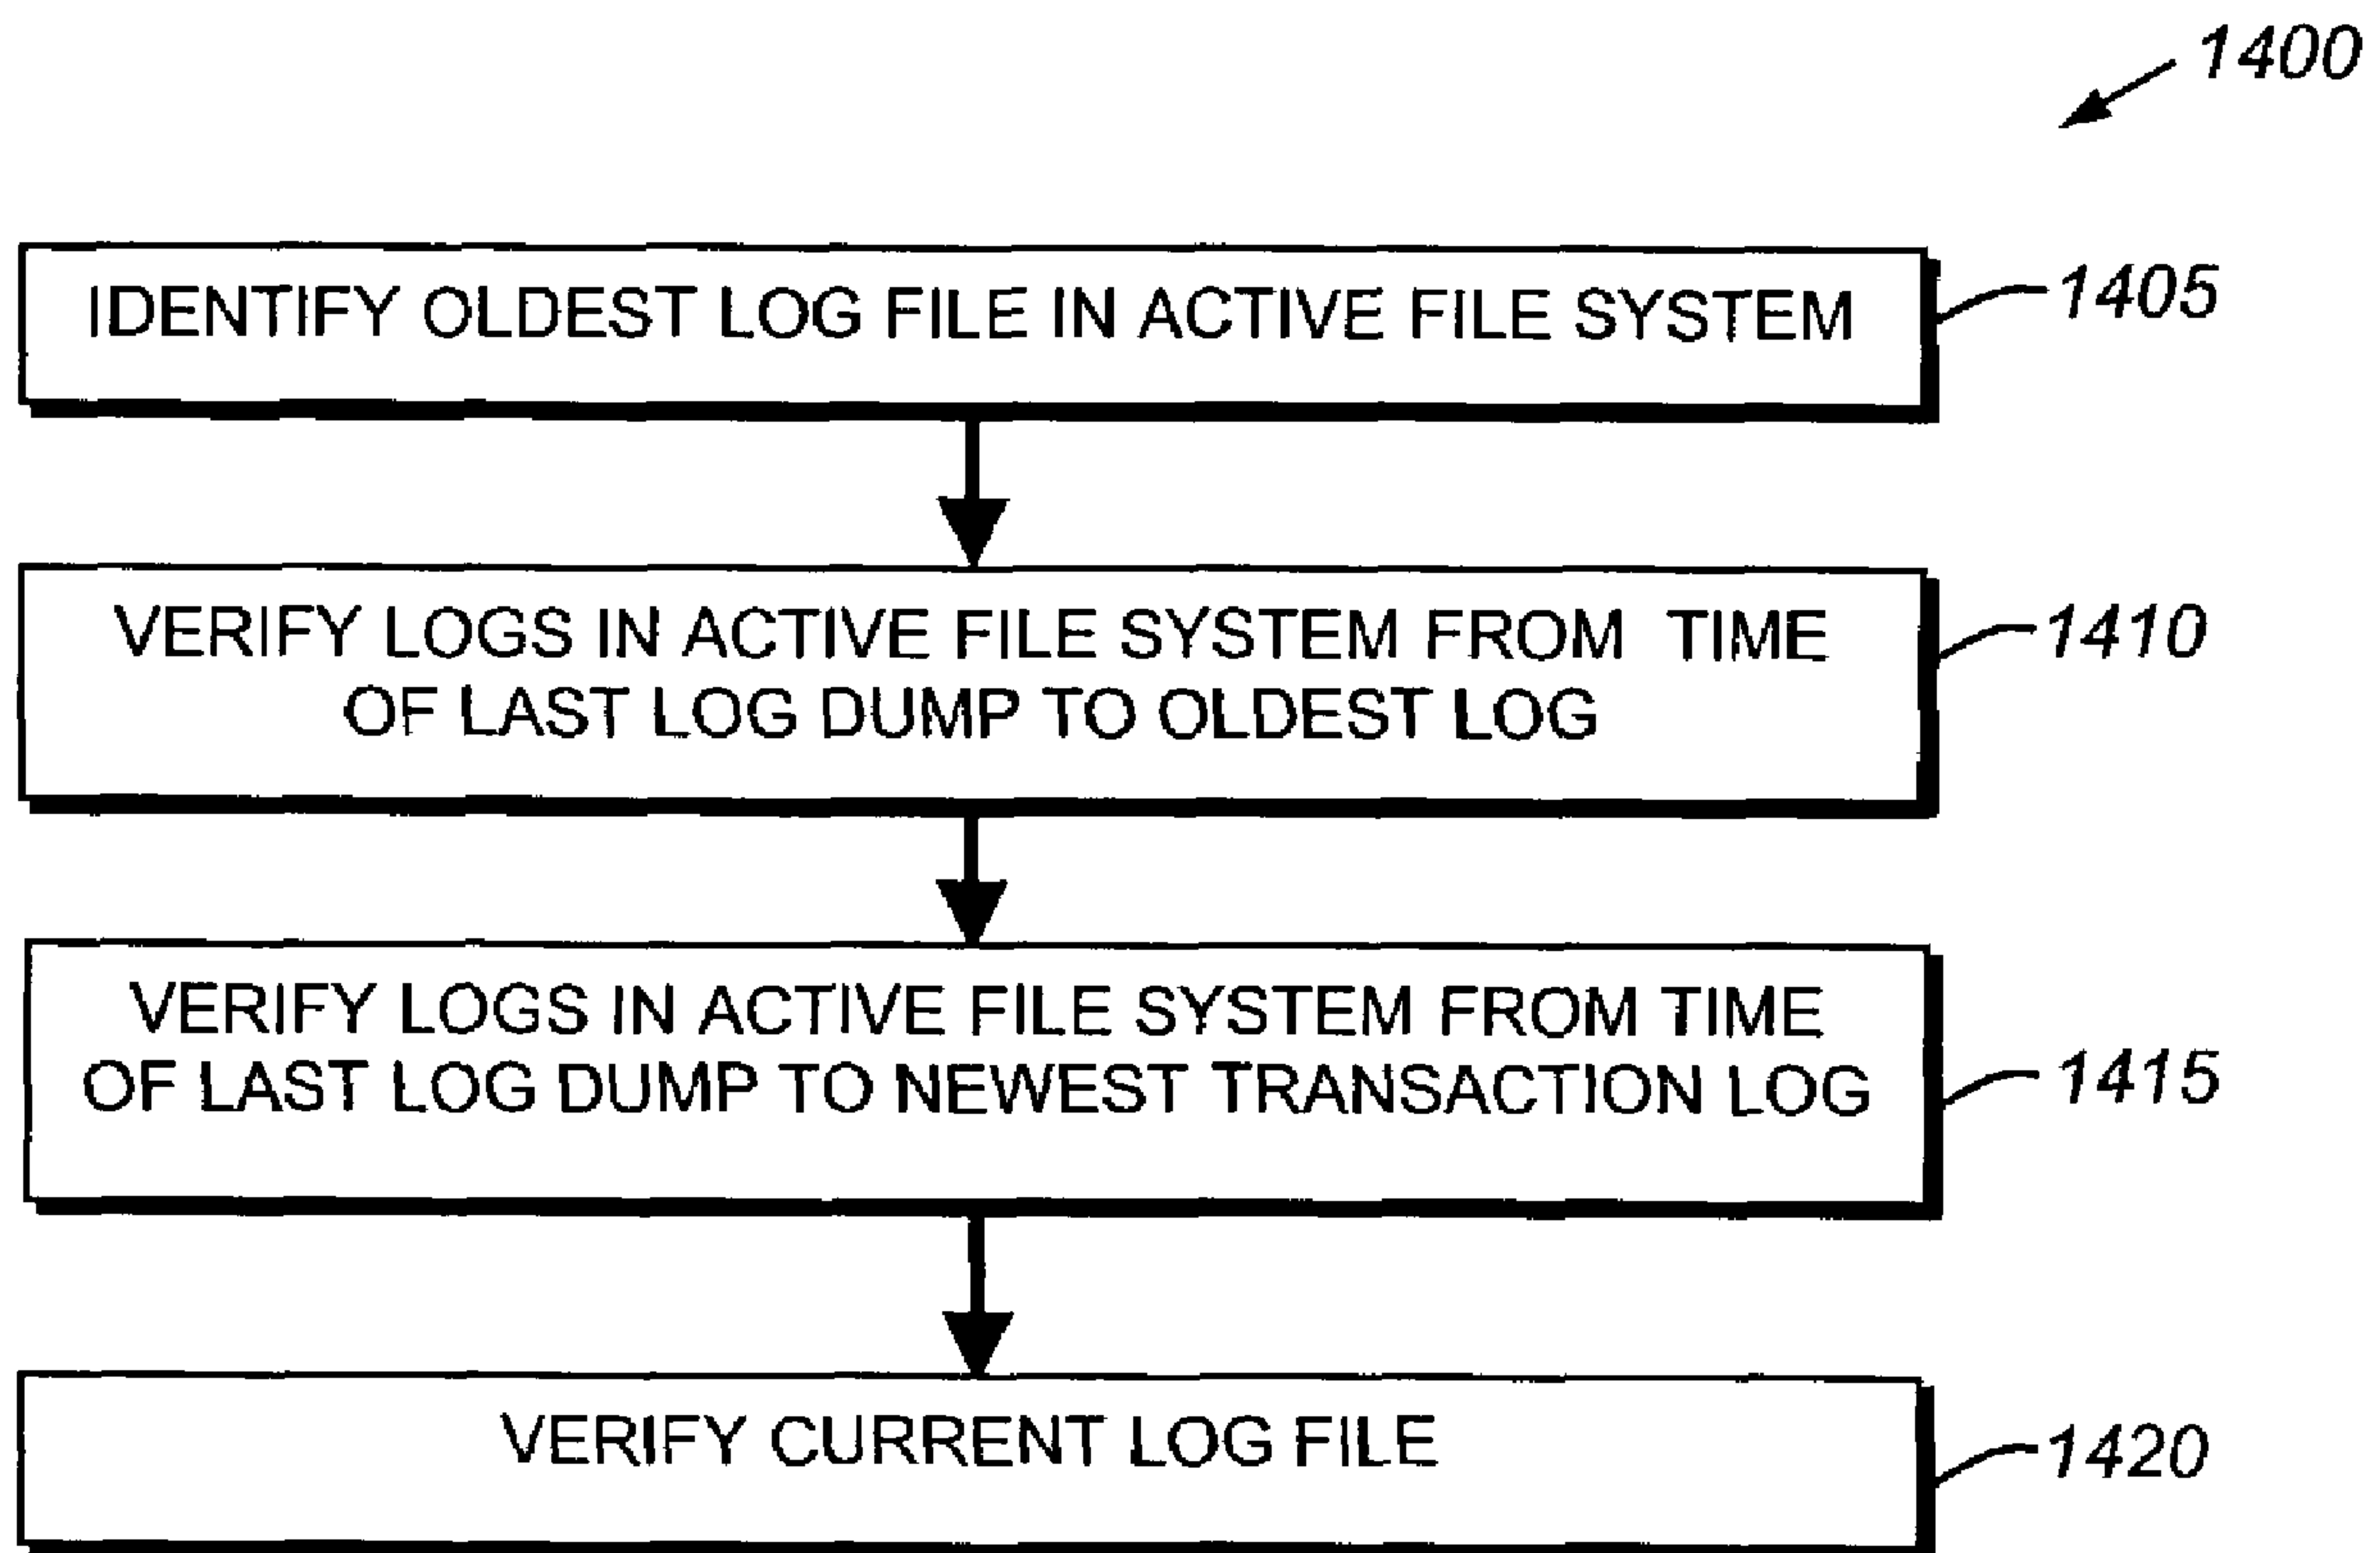 1400
IDENTIFY OLDEST LOG FILE IN ACTIVE FILE SYSTEM
1405
VERIFY LOGS IN ACTIVE FILE SYSTEM FROM TIME
OF LAST LOG DUMP TO OLDEST LOG
1410
VERIFY LOGS IN ACTIVE FILE SYSTEM FROM TIME
OF LAST LOG DUMP TO NEWEST TRANSACTION LOG
1415
VERIFY CURRENT LOG FILE
1420